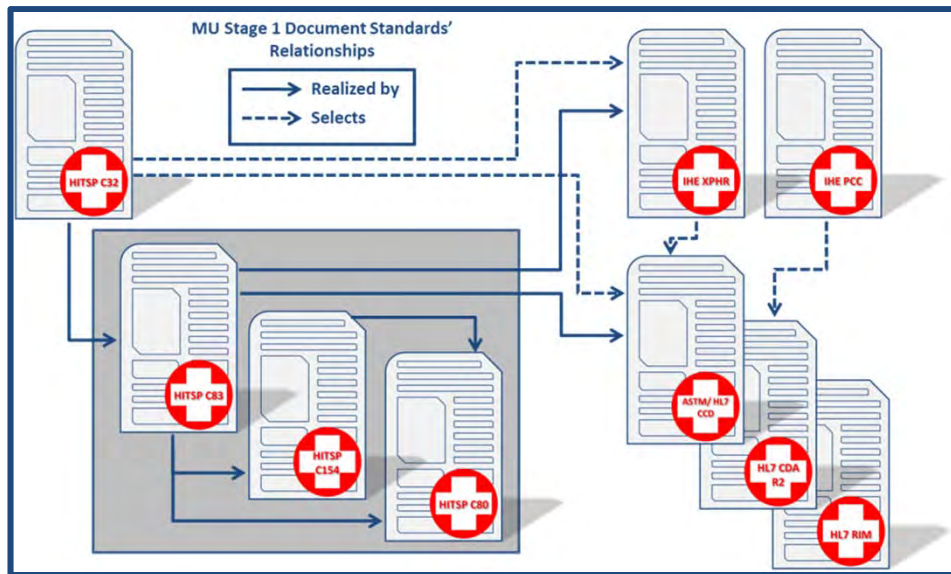 MU Stage 1 Document Standards'
Relationships
Realized by
Selects
HITSP C32
IHE XPHR
IHE PCC
HITSP C83
HITSP
C154
HITSP C80
ASTM/ HL7
CCD
HL7 CDA
R2
HL7 RIM